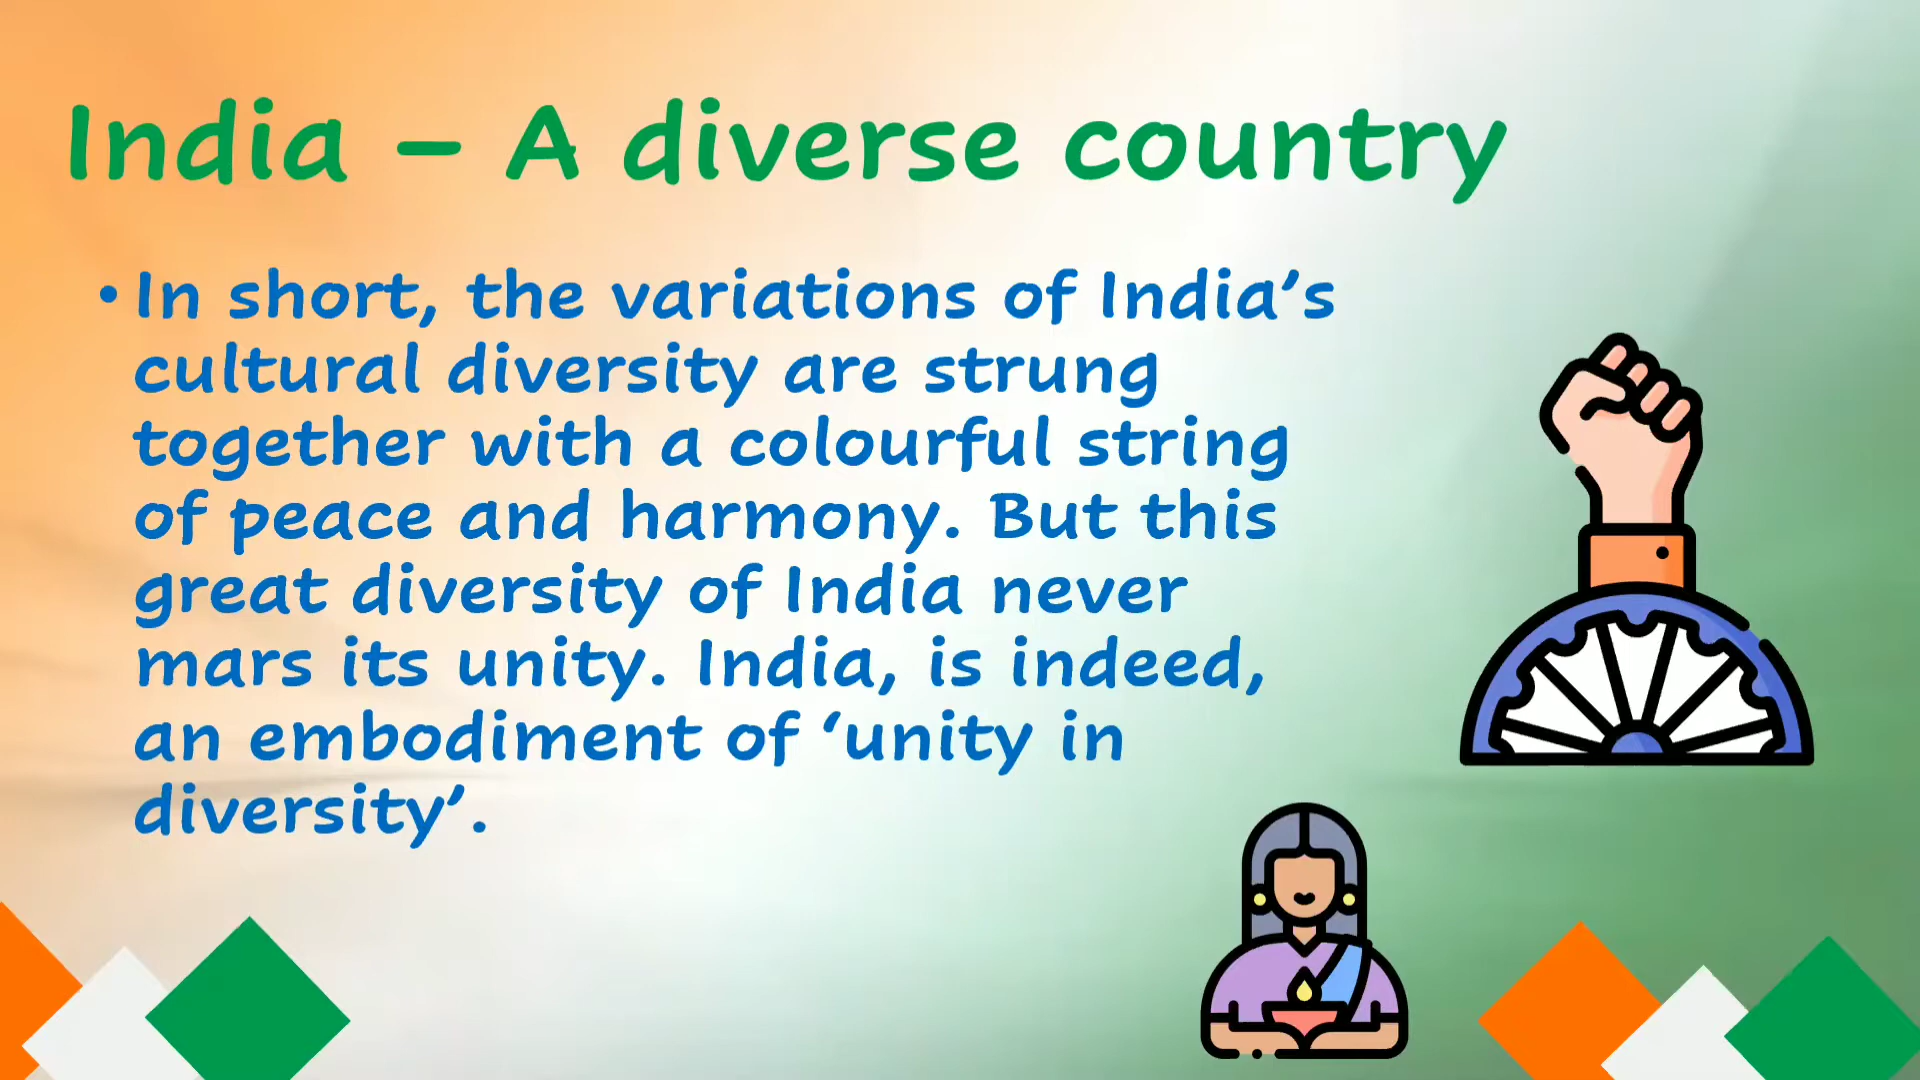 India – A diverse country
• In short, the variations of India’s
cultural diversity are strung
together with a colourful string
of peace and harmony. But this
great diversity of India never
mars its unity. India, is indeed,
an embodiment of ‘unity in
diversity’.